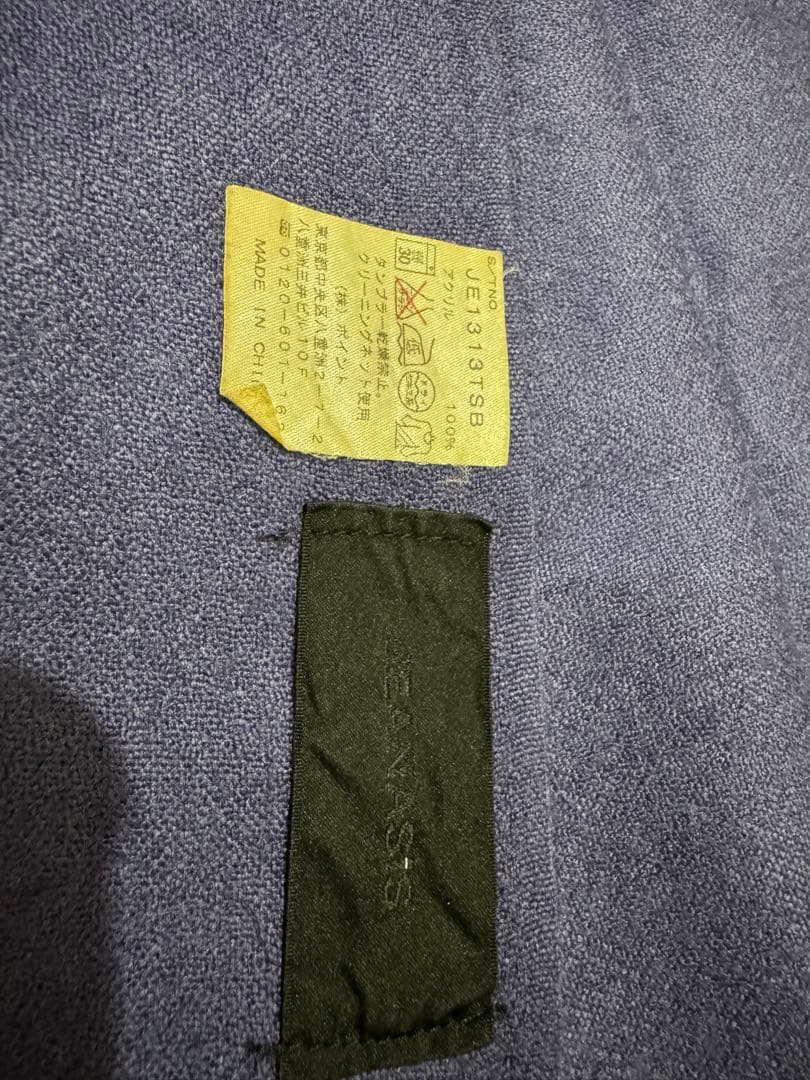 S/TNO
JE1313TSB
アクリル 100%
30
タンブラー乾燥禁止。
クリーニングネット使用
(株)ポイント
東京都中央区八重洲2-7-2
八重洲三井ビル10F
0120-601-16
MADE IN CHI
JEANASIS